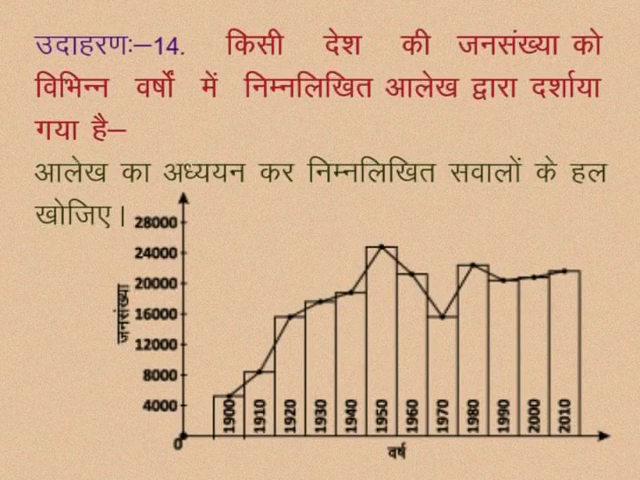 उदाहरणः–14. किसी देश की जनसंख्या को
विभिन्न वर्षों में निम्नलिखित आलेख द्वारा दर्शाया
गया है–
आलेख का अध्ययन कर निम्नलिखित सवालों के हल
खोजिए।
28000
24000
20000
16000
12000
8000
4000
0
जनसंख्या
1900 1910 1920 1930 1940 1950 1960 1970 1980 1990 2000 2010
वर्ष